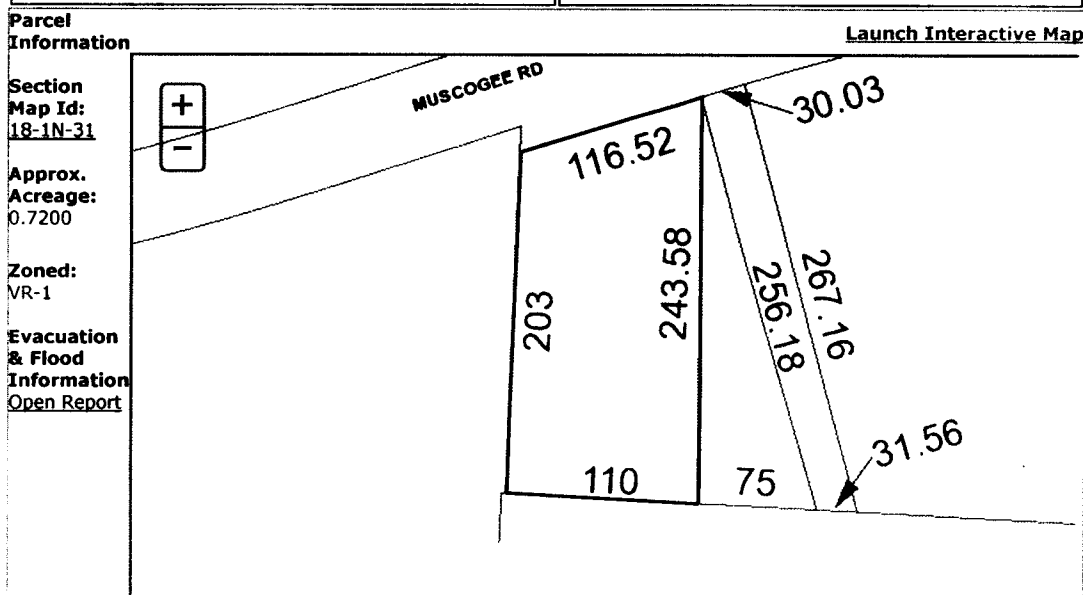 Parcel
Information
Launch Interactive Map
Section
Map Id:
18-1N-31
Approx.
Acreage:
0.7200
Zoned:
VR-1
Evacuation
& Flood
Information
Open Report
+
−
MUSCOGEE RD
30.03
116.52
203
243.58
256.18
267.16
110
75
31.56